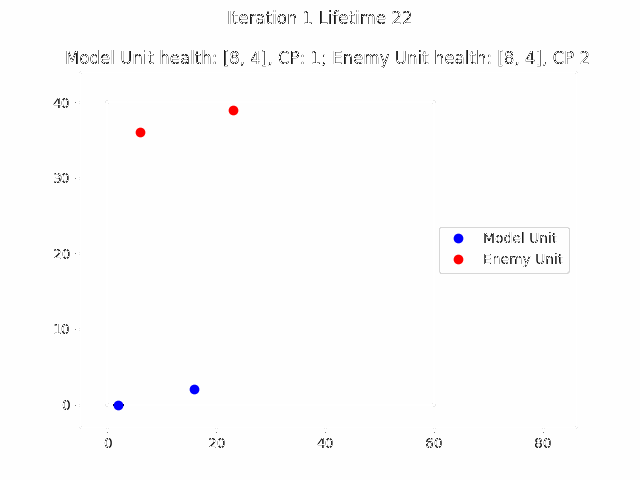 Iteration 1 Lifetime 22
Model Unit health: [8, 4], CP: 1; Enemy Unit health: [8, 4], CP 2
40
30
20
10
0
Model Unit
Enemy Unit
0 20 40 60 80